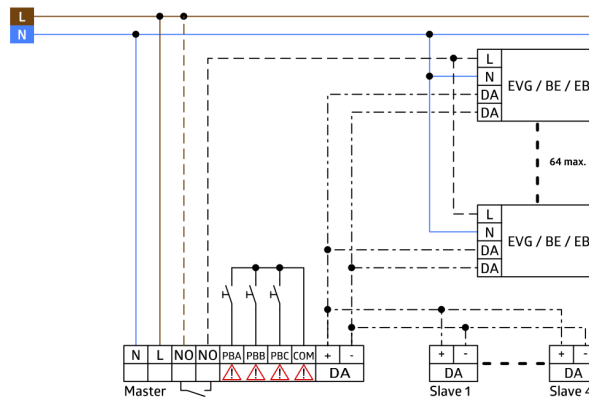 L
N
L
N
DA
DA
EVG / BE / EB
64 max.
L
N
DA
DA
EVG / BE / EB
N L NO NO PBA PBB PBC COM + -
DA
Master
+ -
DA
Slave 1
+ -
DA
Slave 4